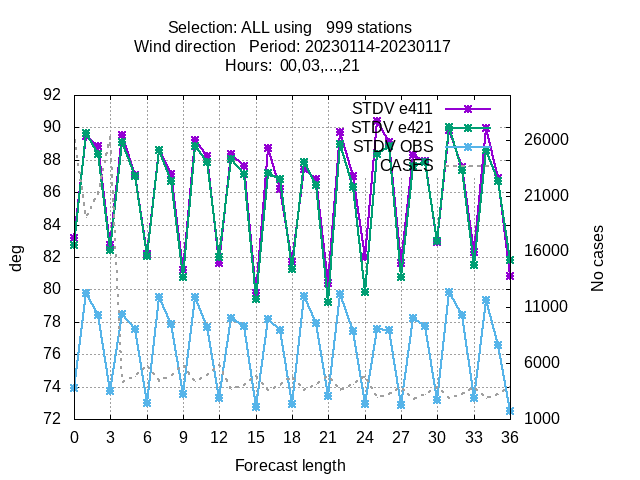 Selection: ALL using   999 stations
Wind direction   Period: 20230114-20230117
Hours:  00,03,...,21
92
90
88
86
84
82
80
78
76
74
72
26000
21000
16000
11000
6000
1000
STDV e411
STDV e421
STDV OBS
CASES
deg
No cases
0 3 6 9 12 15 18 21 24 27 30 33 36
Forecast length